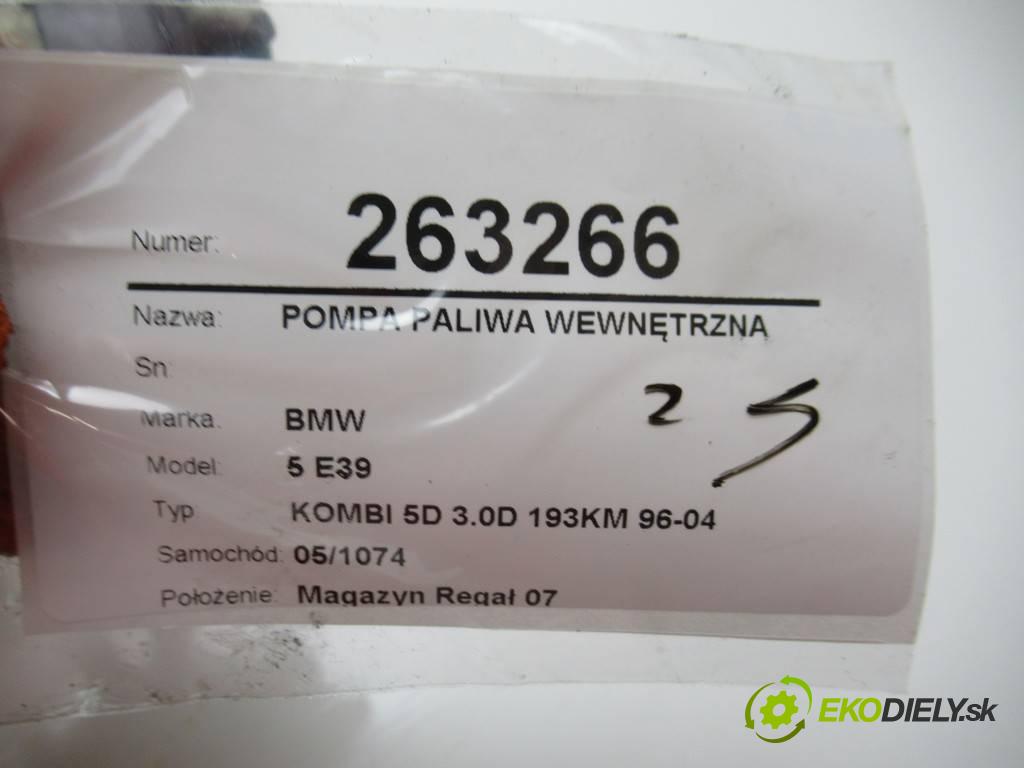 Numer: 263266
Nazwa: POMPA PALIWA WEWNĘTRZNA
Sn:
Marka: BMW
2 5
Model: 5 E39
Typ KOMBI 5D 3.0D 193KM 96-04
Samochód: 05/1074
Położenie: Magazyn Regał 07
EKODIELY.sk